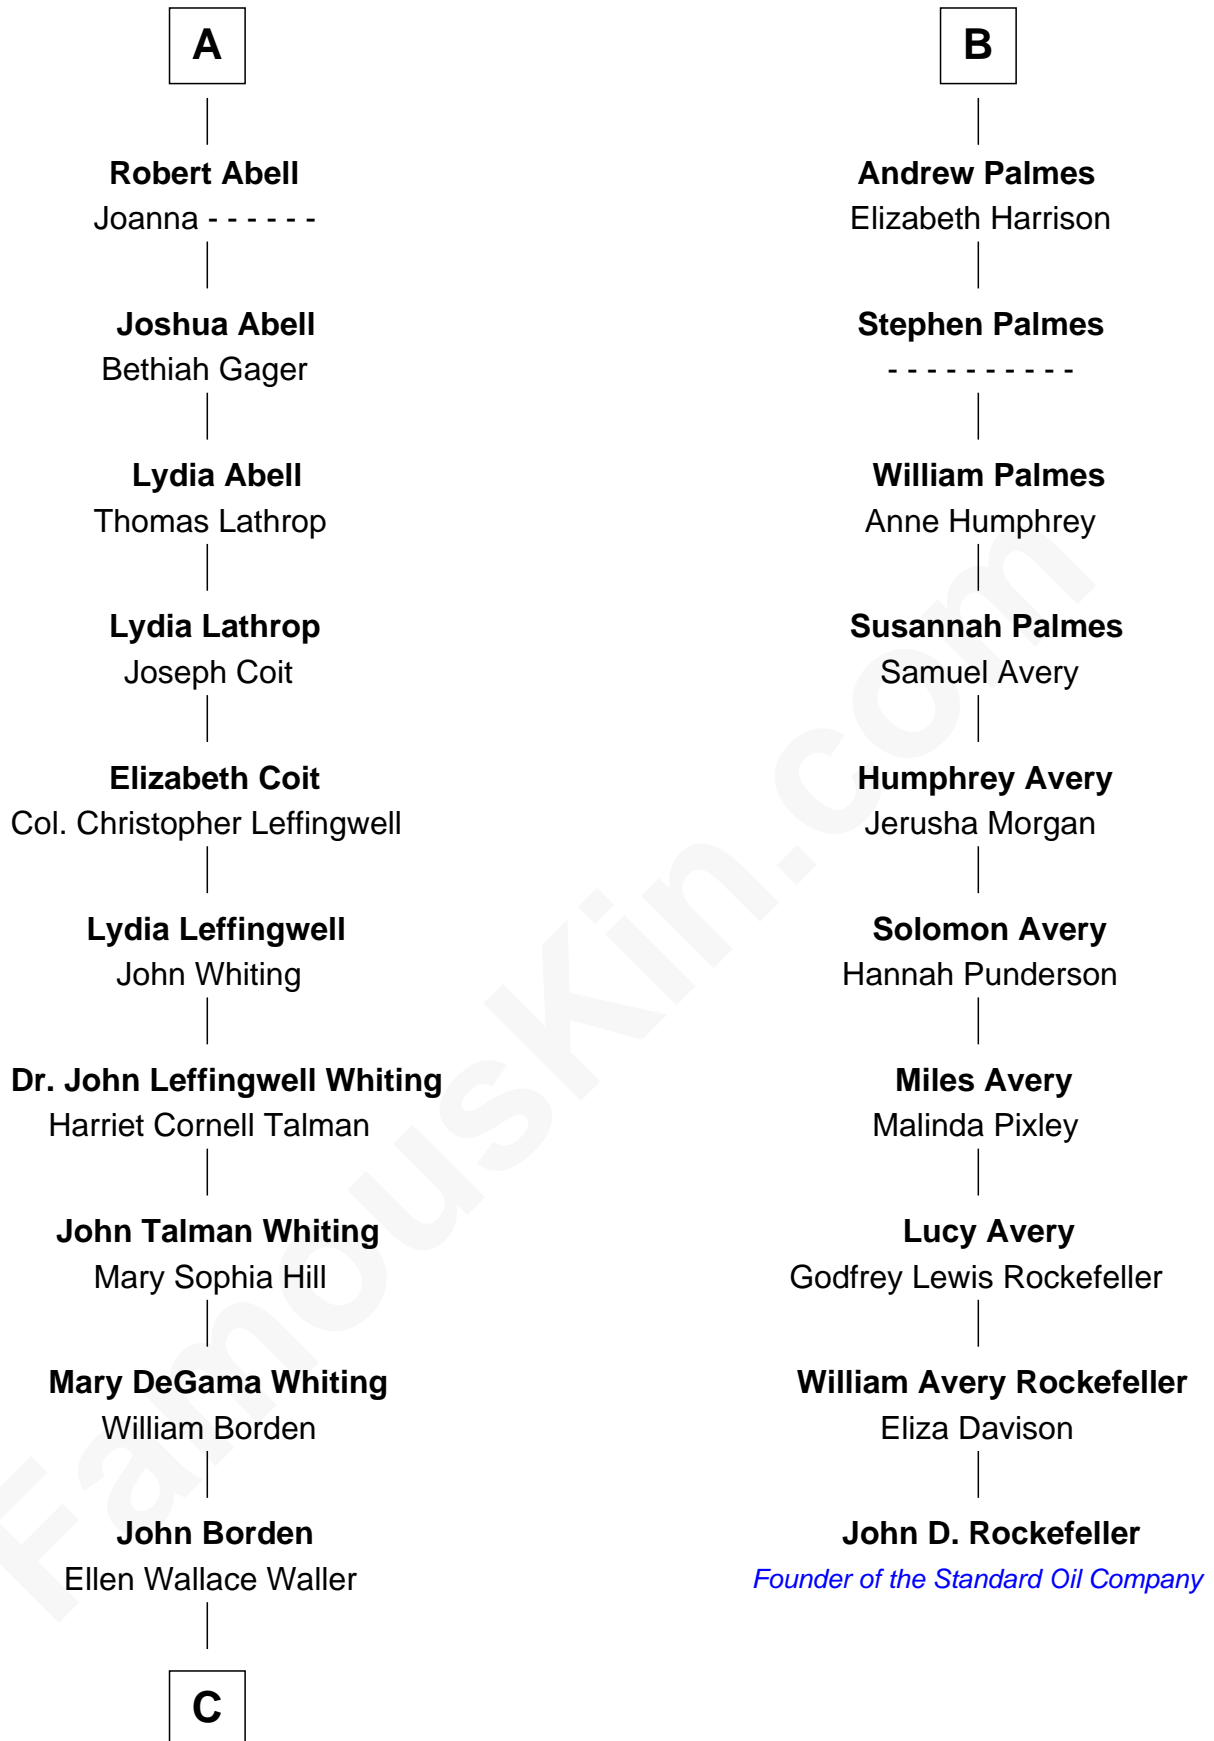 A
Robert Abell
Joanna - - - - - -
Joshua Abell
Bethiah Gager
Lydia Abell
Thomas Lathrop
Lydia Lathrop
Joseph Coit
Elizabeth Coit
Col. Christopher Leffingwell
Lydia Leffingwell
John Whiting
Dr. John Leffingwell Whiting
Harriet Cornell Talman
John Talman Whiting
Mary Sophia Hill
Mary DeGama Whiting
William Borden
John Borden
Ellen Wallace Waller
C
B
Andrew Palmes
Elizabeth Harrison
Stephen Palmes
- - - - - - - - - -
William Palmes
Anne Humphrey
Susannah Palmes
Samuel Avery
Humphrey Avery
Jerusha Morgan
Solomon Avery
Hannah Punderson
Miles Avery
Malinda Pixley
Lucy Avery
Godfrey Lewis Rockefeller
William Avery Rockefeller
Eliza Davison
John D. Rockefeller
Founder of the Standard Oil Company
FamousKin.com